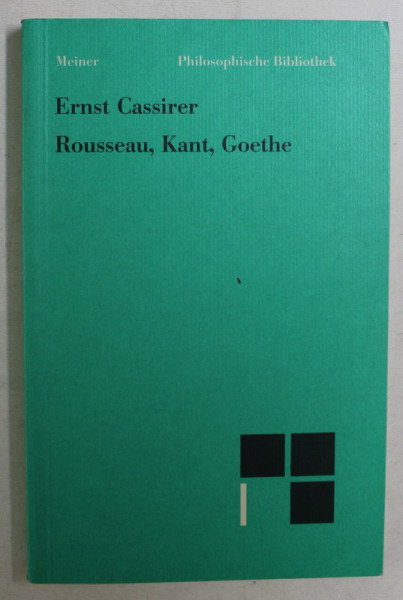 Meiner Philosophische Bibliothek
Ernst Cassirer
Rousseau, Kant, Goethe